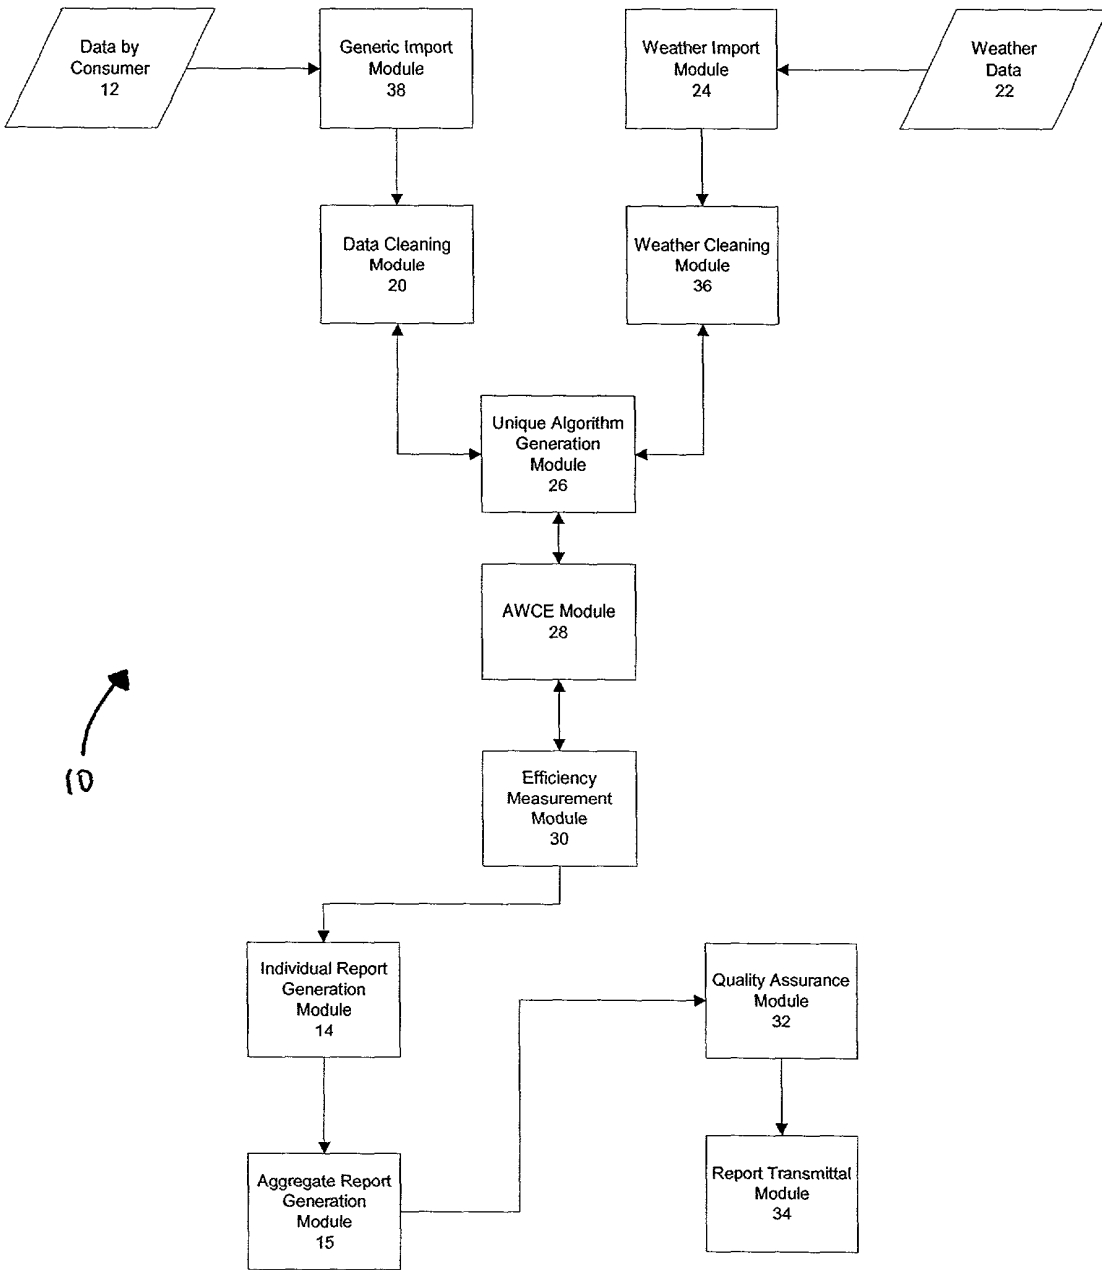 Data by
Consumer
12
Generic Import
Module
38
Weather Import
Module
24
Weather
Data
22
Data Cleaning
Module
20
Weather Cleaning
Module
36
Unique Algorithm
Generation
Module
26
AWCE Module
28
10
Efficiency
Measurement
Module
30
Individual Report
Generation
Module
14
Quality Assurance
Module
32
Aggregate Report
Generation
Module
15
Report Transmittal
Module
34